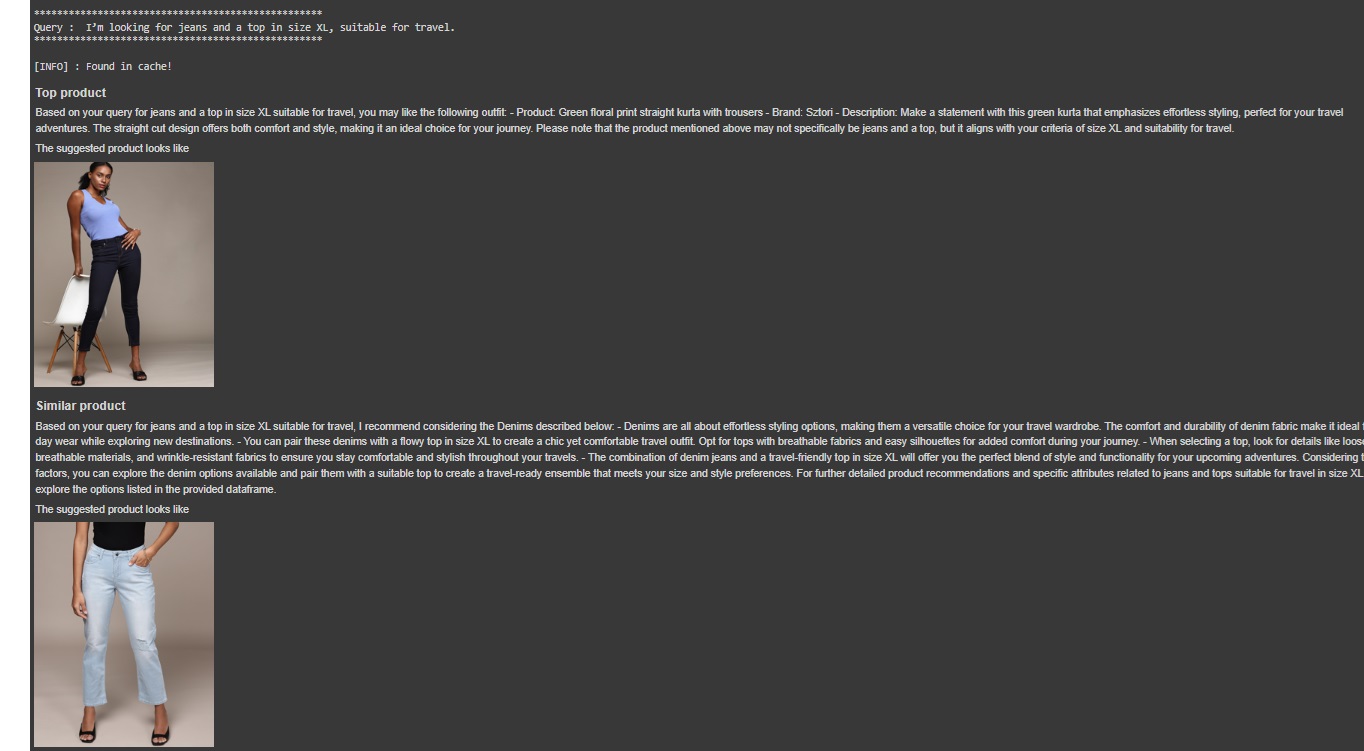 **************************************************
Query :  I’m looking for jeans and a top in size XL, suitable for travel.
**************************************************
[INFO] : Found in cache!
Top product
Based on your query for jeans and a top in size XL suitable for travel, you may like the following outfit: - Product: Green floral print straight kurta with trousers - Brand: Sztori - Description: Make a statement with this green kurta that emphasizes effortless styling, perfect for your travel
adventures. The straight cut design offers both comfort and style, making it an ideal choice for your journey. Please note that the product mentioned above may not specifically be jeans and a top, but it aligns with your criteria of size XL and suitability for travel.
The suggested product looks like
Similar product
Based on your query for jeans and a top in size XL suitable for travel, I recommend considering the Denims described below: - Denims are all about effortless styling options, making them a versatile choice for your travel wardrobe. The comfort and durability of denim fabric make it ideal
day wear while exploring new destinations. - You can pair these denims with a flowy top in size XL to create a chic yet comfortable travel outfit. Opt for tops with breathable fabrics and easy silhouettes for added comfort during your journey. - When selecting a top, look for details like loose
breathable materials, and wrinkle-resistant fabrics to ensure you stay comfortable and stylish throughout your travels. - The combination of denim jeans and a travel-friendly top in size XL will offer you the perfect blend of style and functionality for your upcoming adventures. Considering
factors, you can explore the denim options available and pair them with a suitable top to create a travel-ready ensemble that meets your size and style preferences. For further detailed product recommendations and specific attributes related to jeans and tops suitable for travel in size XL
explore the options listed in the provided dataframe.
The suggested product looks like